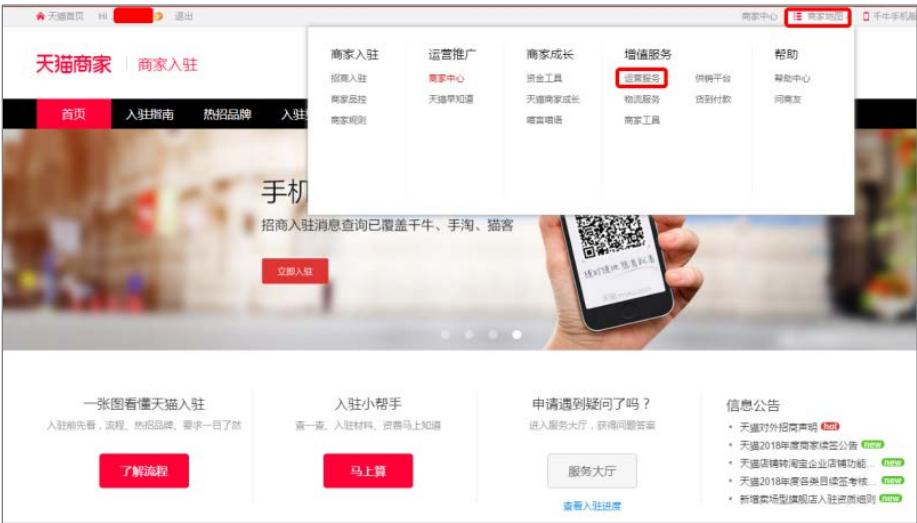 天猫首页 Hi, 退出 商家中心 商家地图 千牛手机版
天猫商家 商家入驻
商家入驻 运营推广 商家成长 增值服务 帮助
招商入驻 商家中心 资金工具 运营服务 供销平台 帮助中心
商家品控 天猫早知道 天猫商家成长 物流服务 货到付款 问商友
商家规则 喵言喵语 商家工具
首页 入驻指南 热招品牌 入驻
手机
招商入驻消息查询已覆盖千牛、手淘、猫客
立即入驻
一张图看懂天猫入驻 入驻小帮手 申请遇到疑问了吗？ 信息公告
入驻前先看，流程、热招品牌、要求一目了然 查一查，入驻材料、资费马上知道 进入服务大厅，获得问题答案
• 天猫对外招商声明 hot
• 天猫2018年度商家续签公告 new
了解流程 马上算 服务大厅
• 天猫店铺转淘宝企业店铺功能... new
• 天猫2018年度各类目续签考核... new
• 新增卖场型旗舰店入驻资质细则 new
查看入驻进度